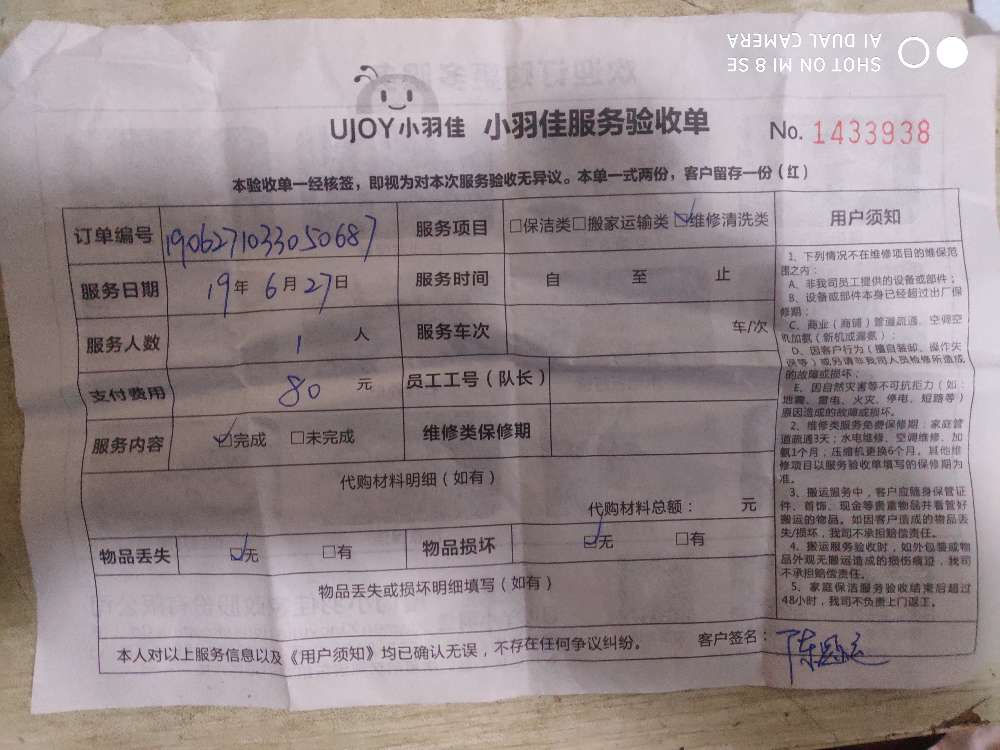 SHOT ON MI 8 SE
AI DUAL CAMERA
UJOY小羽佳 小羽佳服务验收单 No. 1433938
本验收单一经核签，即视为对本次服务验收无异议。本单一式两份，客户留存一份（红）
订单编号 1906271033050687 服务项目 □保洁类□搬家运输类☑维修清洗类
服务日期 19年 6月27日 服务时间 自 至 止
服务人数 1 人 服务车次 车/次
支付费用 80 元 员工工号（队长）
服务内容 ☑完成 □未完成 维修类保修期
代购材料明细（如有）
代购材料总额： 元
物品丢失 ☑无 □有 物品损坏 ☑无 □有
物品丢失或损坏明细填写（如有）
本人对以上服务信息以及《用户须知》均已确认无误，不存在任何争议纠纷。 客户签名：
用户须知
1、下列情况不在维修项目的维保范
围之内：
A、非我司员工提供的设备或部件；
B、设备或部件本身已经超过出厂保
修期；
C、商业（商铺）管道疏通、空调空
机加氨（新机或漏氨）；
D、因客户行为（擅自装卸、操作失
误等）或另请非我司人员检修所造成
的故障或损坏；
E、因自然灾害等不可抗拒力（如：
地震、雷电、火灾、停电、短路等）
原因造成的故障或损坏。
2、维修类服务免费保修期：家庭管
道疏通3天；水电维修、空调维修、加
氨1个月，压缩机更换6个月。其他维
修项目以服务验收单填写的保修期为
准。
3、搬运服务中，客户应随身保管证
件、首饰、现金等贵重物品并看管好
搬运的物品。如因客户造成的物品丢
失/损坏，我司不承担赔偿责任。
4、搬运服务验收时，如外包装或物
品外观无搬运造成的损伤痕迹，我司
不承担赔偿责任。
5、家庭保洁服务验收结束后超过
48小时，我司不负责上门返工。